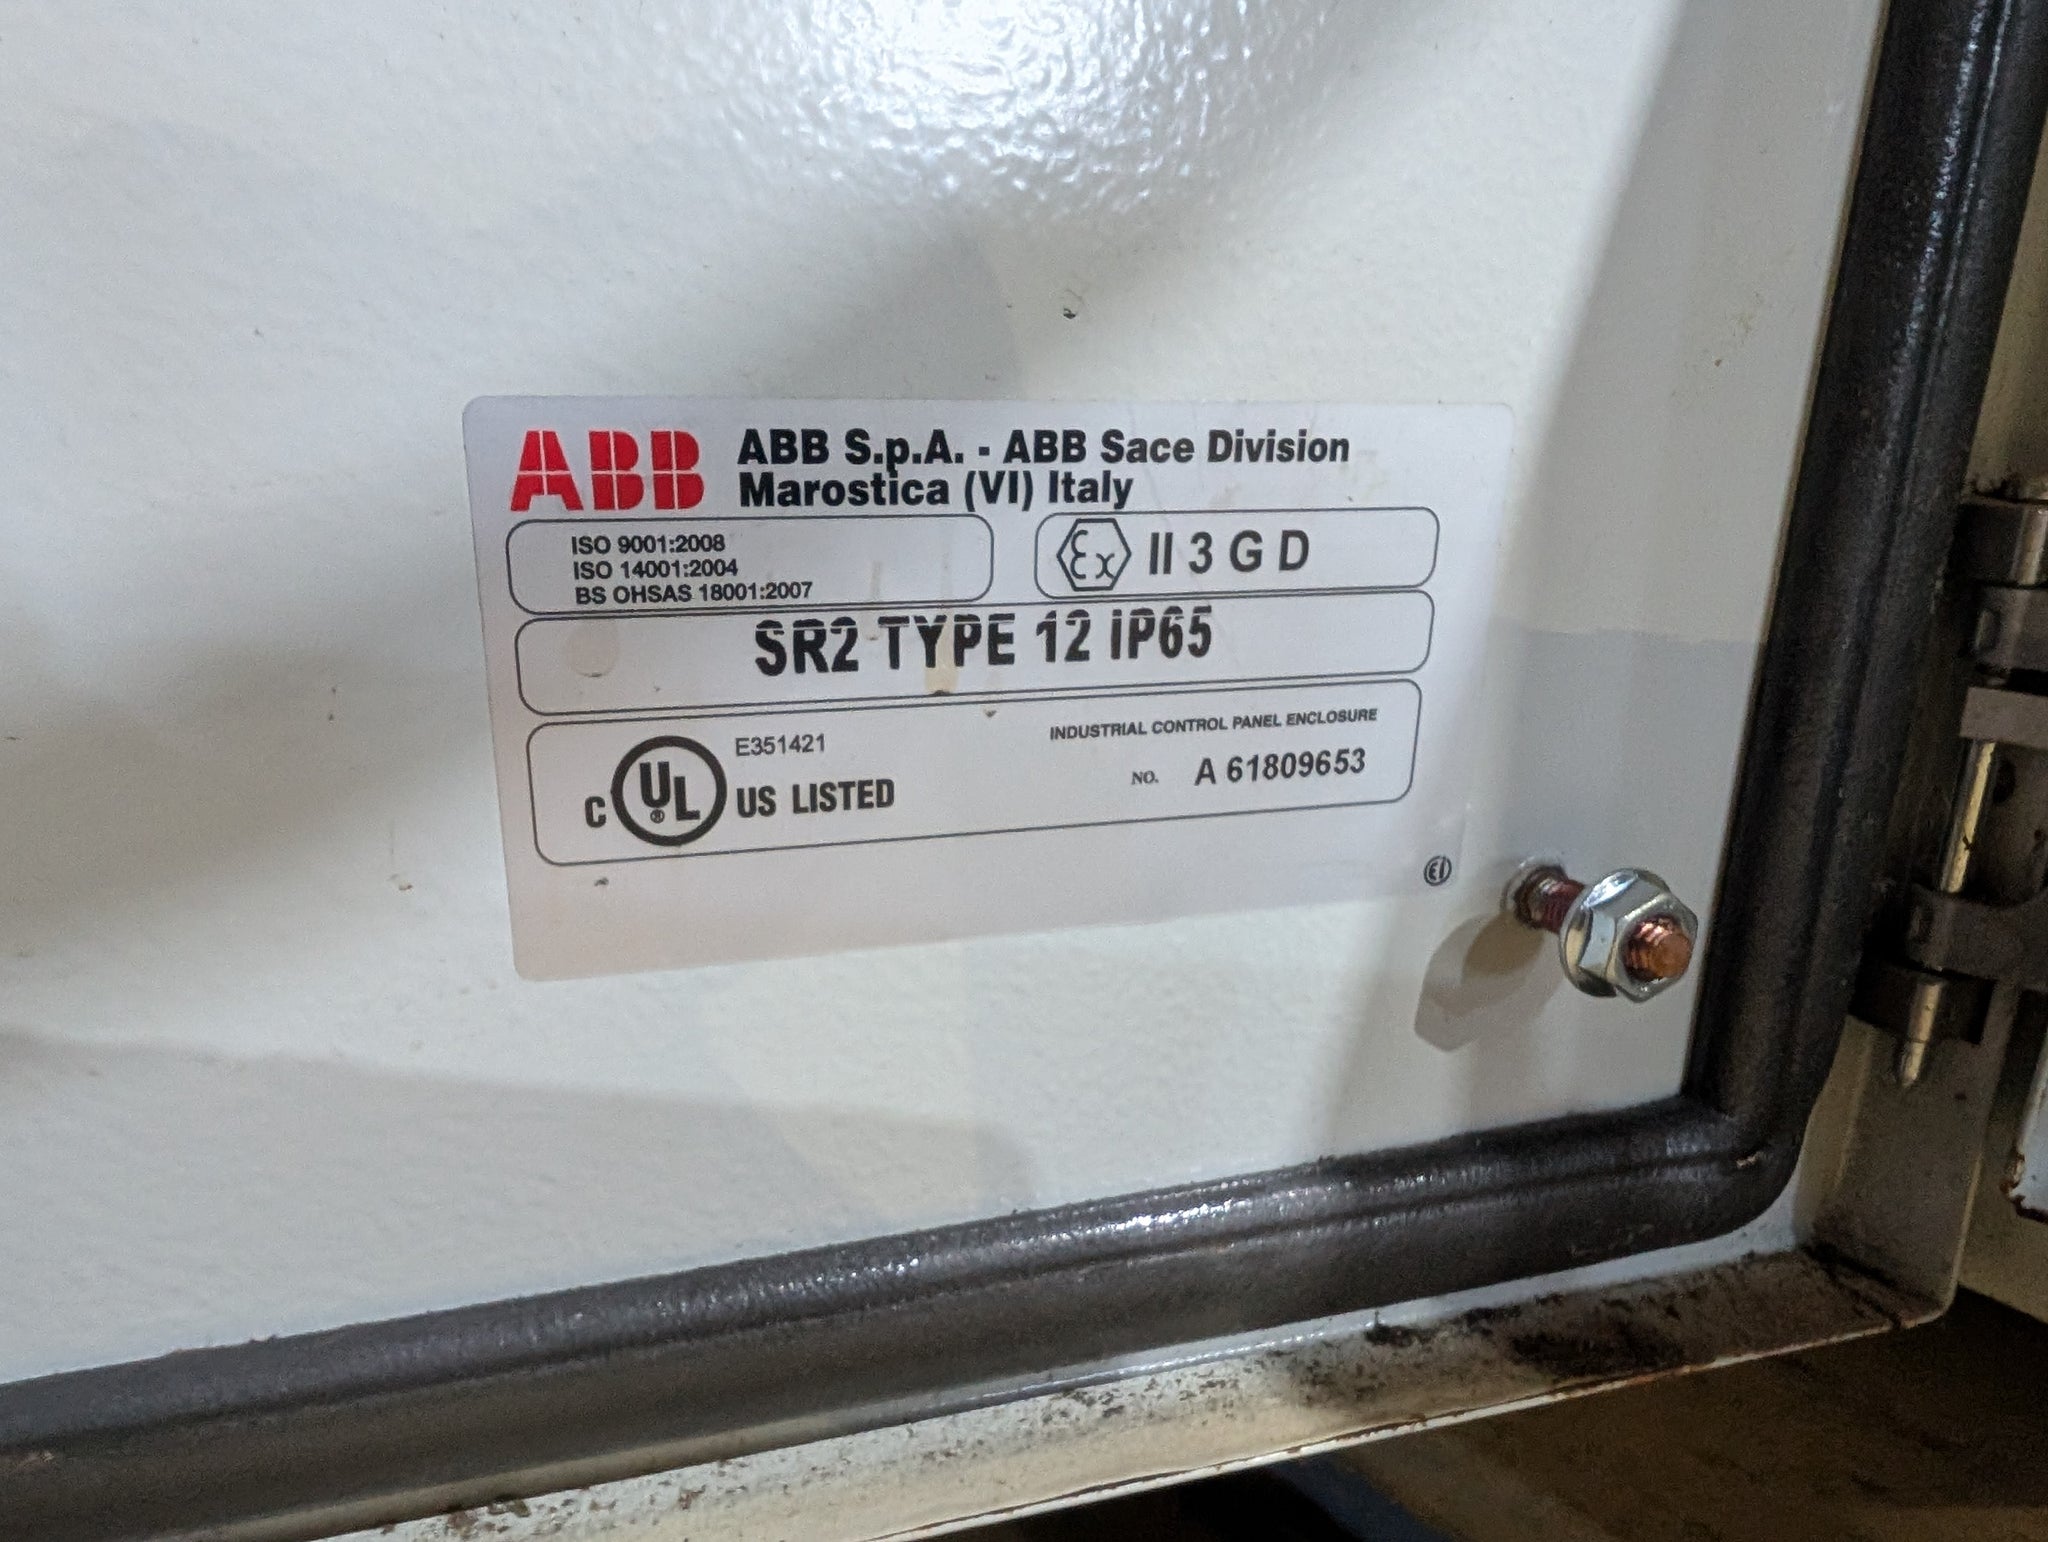 ABB ABB S.p.A. - ABB Sace Division
Marostica (VI) Italy
ISO 9001:2008
ISO 14001:2004
BS OHSAS 18001:2007
Ex II 3 G D
SR2 TYPE 12 IP65
E351421
C UL® US LISTED
INDUSTRIAL CONTROL PANEL ENCLOSURE
NO. A 61809653